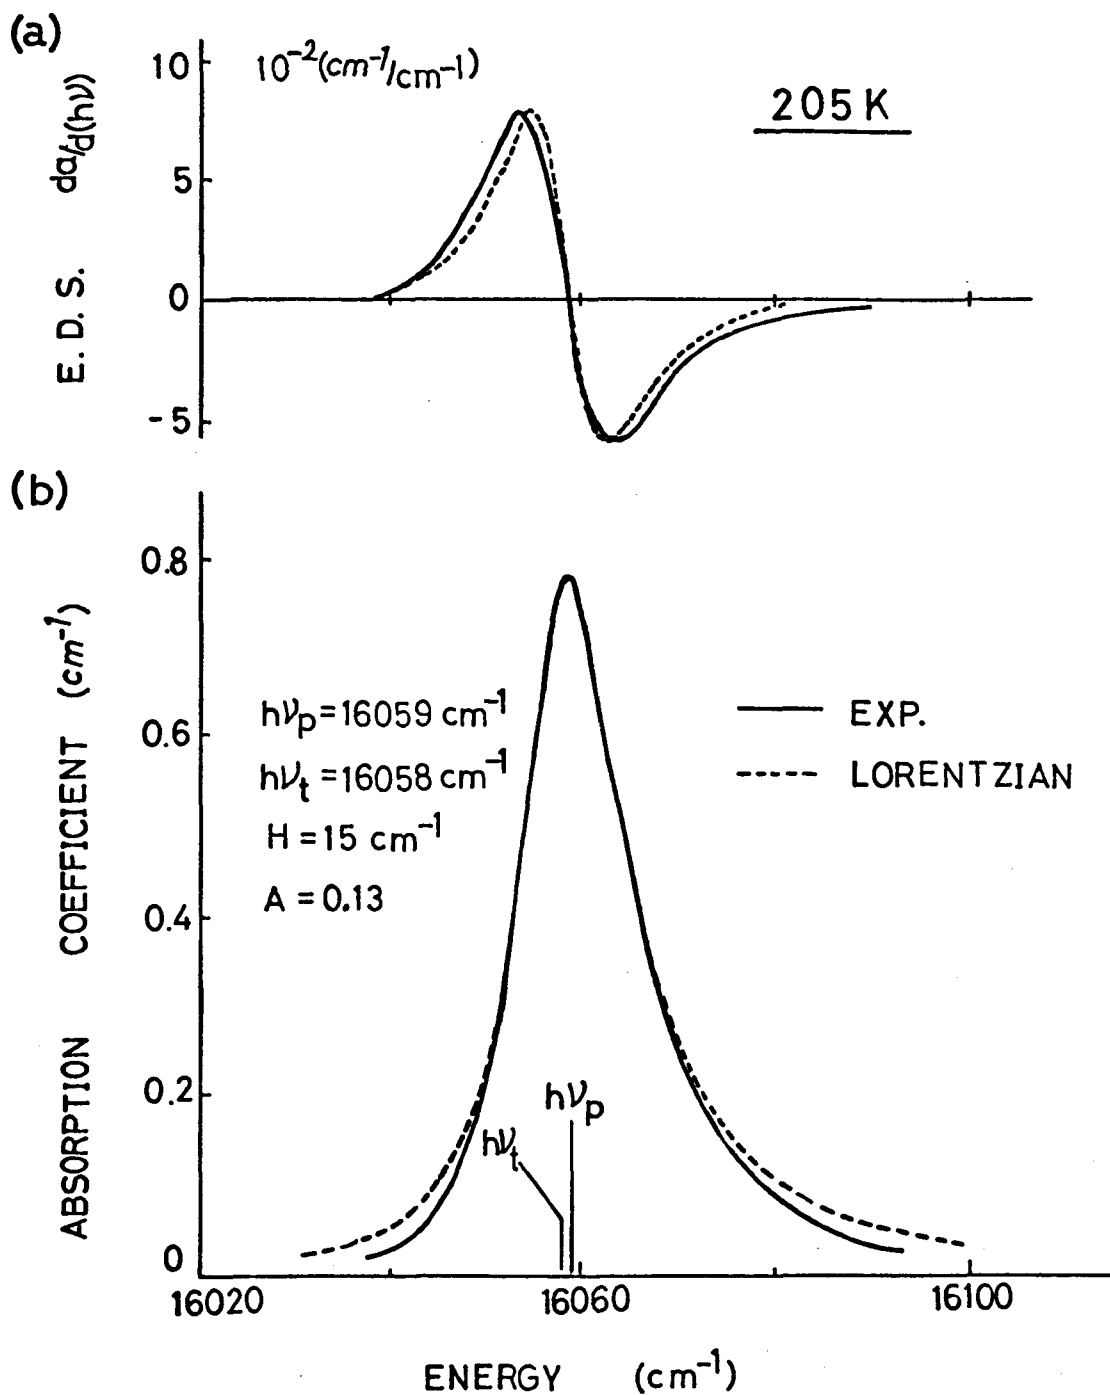 (a)
10⁻²(cm⁻¹/cm⁻¹)
205K
E. D. S. da/d(hν)
10
5
0
-5
(b)
ABSORPTION COEFFICIENT (cm⁻¹)
0.8
0.6
0.4
0.2
0
hνp=16059 cm⁻¹
hνt=16058 cm⁻¹
H=15 cm⁻¹
A=0.13
EXP.
LORENTZIAN
hνp
hνt
16020
16060
16100
ENERGY (cm⁻¹)